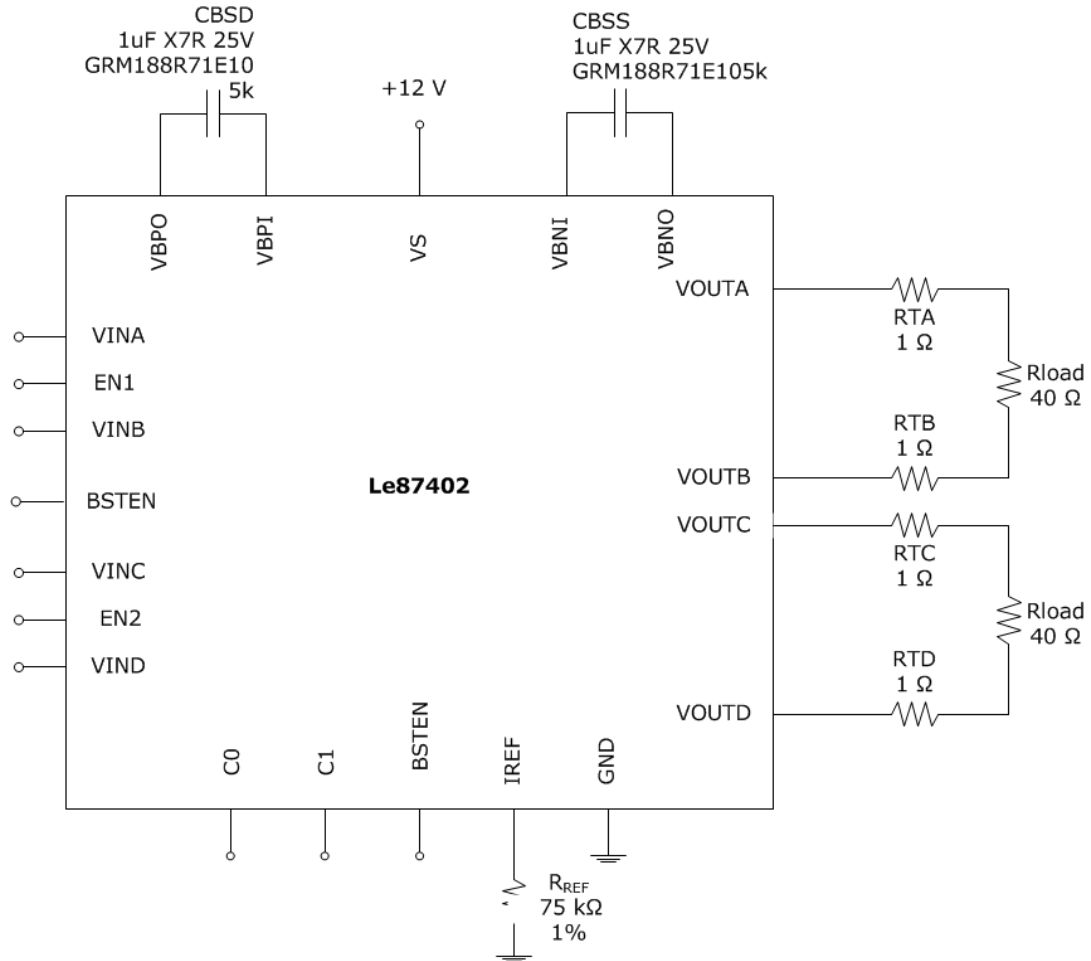 CBSD
1uF X7R 25V
GRM188R71E10
5k
+12 V
CBSS
1uF X7R 25V
GRM188R71E105k
VBPO
VBPI
VS
VBNI
VBNO
VINA
EN1
VINB
BSTEN
VINC
EN2
VIND
Le87402
VOUTA
VOUTB
VOUTC
VOUTD
RTA
1 Ω
Rload
40 Ω
RTB
1 Ω
RTC
1 Ω
Rload
40 Ω
RTD
1 Ω
C0
C1
BSTEN
IREF
GND
RREF
75 kΩ
1%